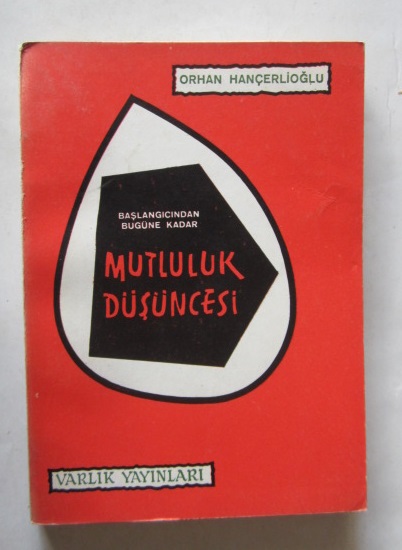 ORHAN HANÇERLİOĞLU
BAŞLANGICINDAN
BUGÜNE KADAR
MUTLULUK
DÜŞÜNCESİ
VARLIK YAYINLARI